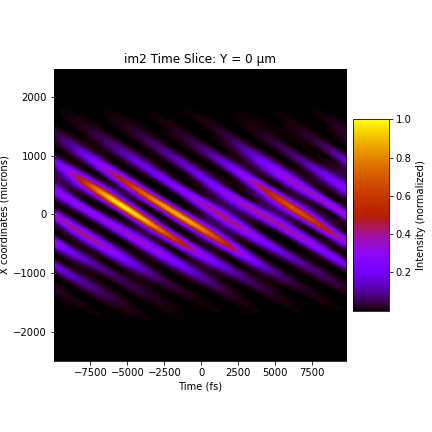 im2 Time Slice: Y = 0 μm
X coordinates (microns)
2000
1000
0
−1000
−2000
−7500 −5000 −2500 0 2500 5000 7500
Time (fs)
1.0
0.8
0.6
0.4
0.2
Intensity (normalized)